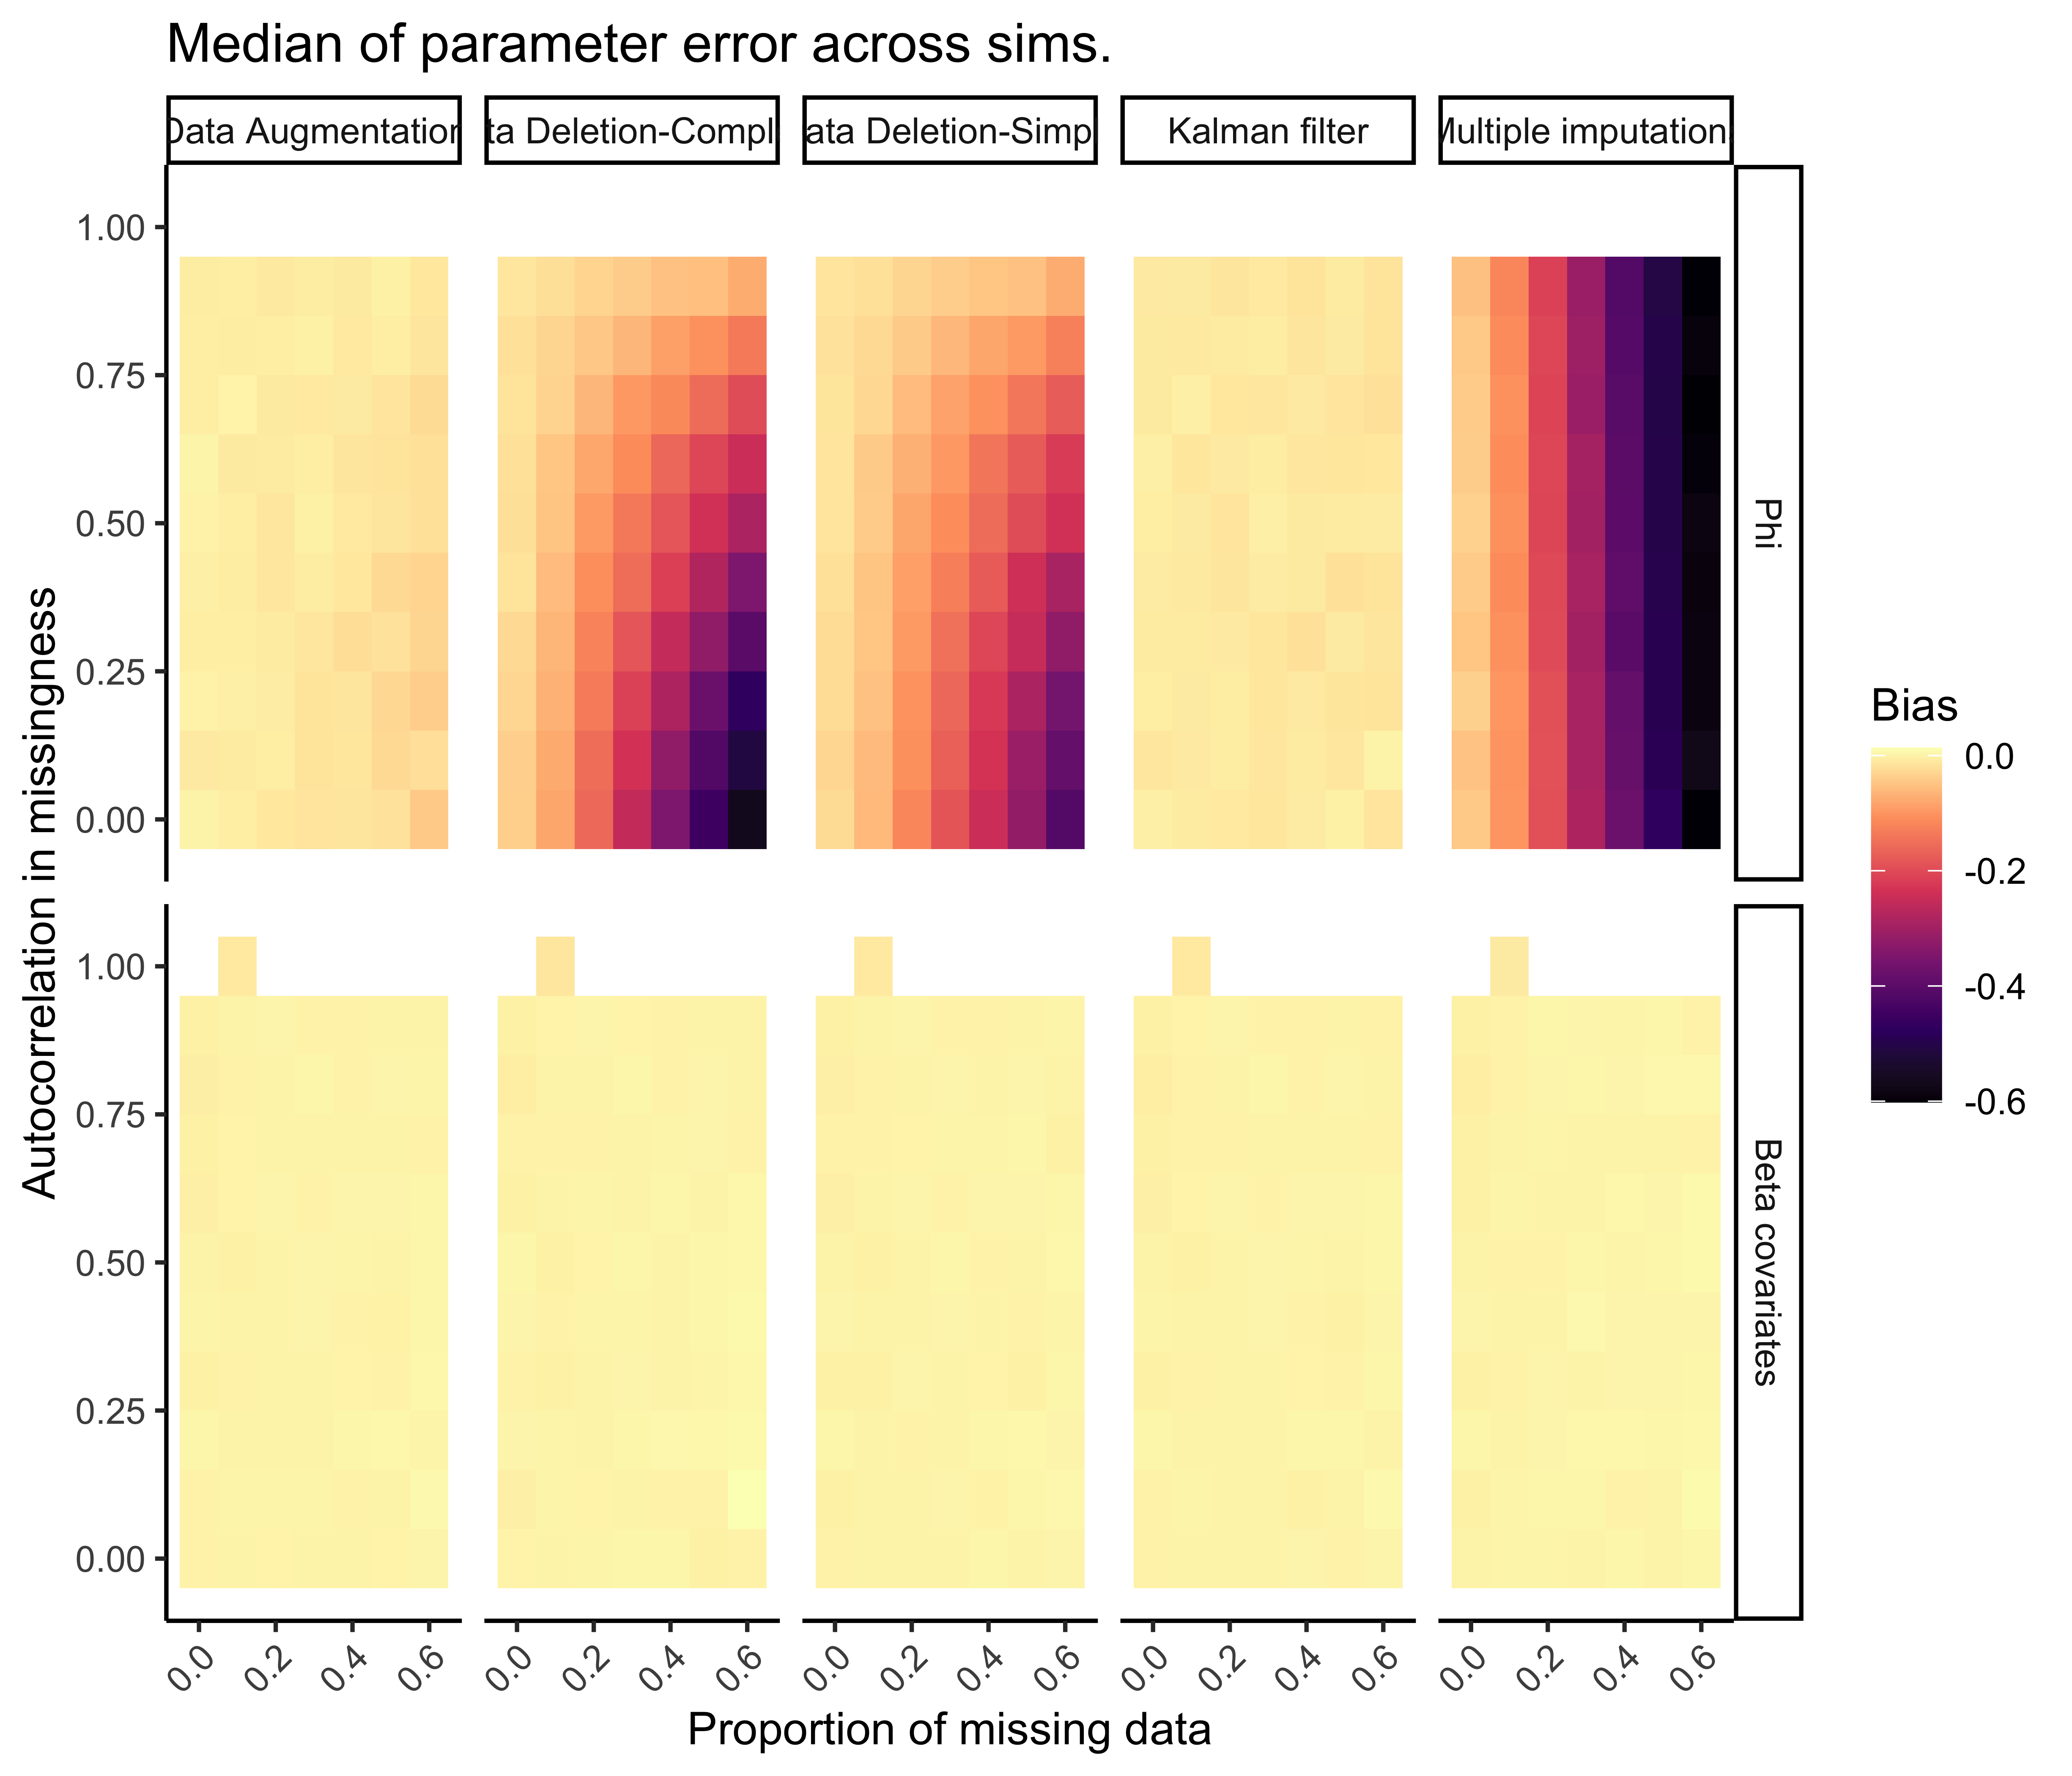 Median of parameter error across sims.
Data Augmentation
ta Deletion-Compl
ata Deletion-Simp
Kalman filter
Multiple imputation
1.00
0.75
0.50
0.25
0.00
Phi
1.00
0.75
0.50
0.25
0.00
Beta covariates
Autocorrelation in missingness
0.0 0.2 0.4 0.6
0.0 0.2 0.4 0.6
0.0 0.2 0.4 0.6
0.0 0.2 0.4 0.6
0.0 0.2 0.4 0.6
Proportion of missing data
Bias
0.0
-0.2
-0.4
-0.6